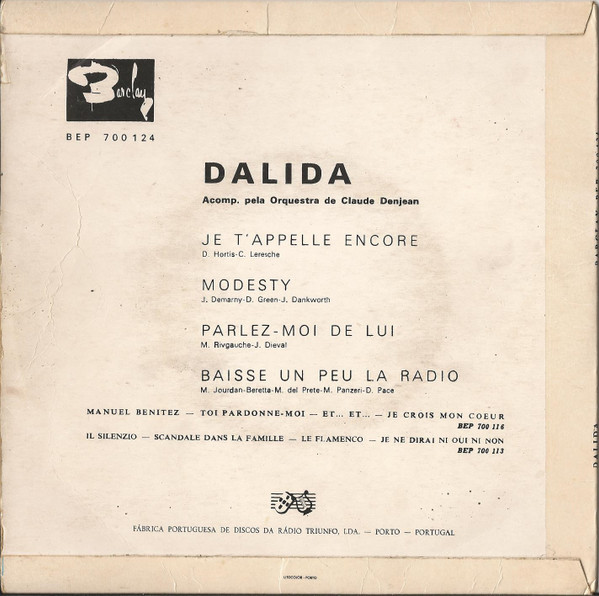 Barclay
BEP 700124
DALIDA
Acomp. pela Orquestra de Claude Denjean
JE T'APPELLE ENCORE
D. Hortis-C. Leresche
MODESTY
J. Demarny-D. Green-J. Dankworth
PARLEZ-MOI DE LUI
M. Rivgauche-J. Dieval
BAISSE UN PEU LA RADIO
M. Jourdan-Beretta-M. del Prete-M. Panzeri-D. Pace
MANUEL BENITEZ — TOI PARDONNE-MOI — ET... ET... — JE CROIS MON COEUR
BEP 700 116
IL SILENZIO — SCANDALE DANS LA FAMILLE — LE FLAMENCO — JE NE DIRAI NI OUI NI NON
BEP 700 113
FÁBRICA PORTUGUESA DE DISCOS DA RÁDIO TRIUNFO, LDA. — PORTO — PORTUGAL
DALIDA